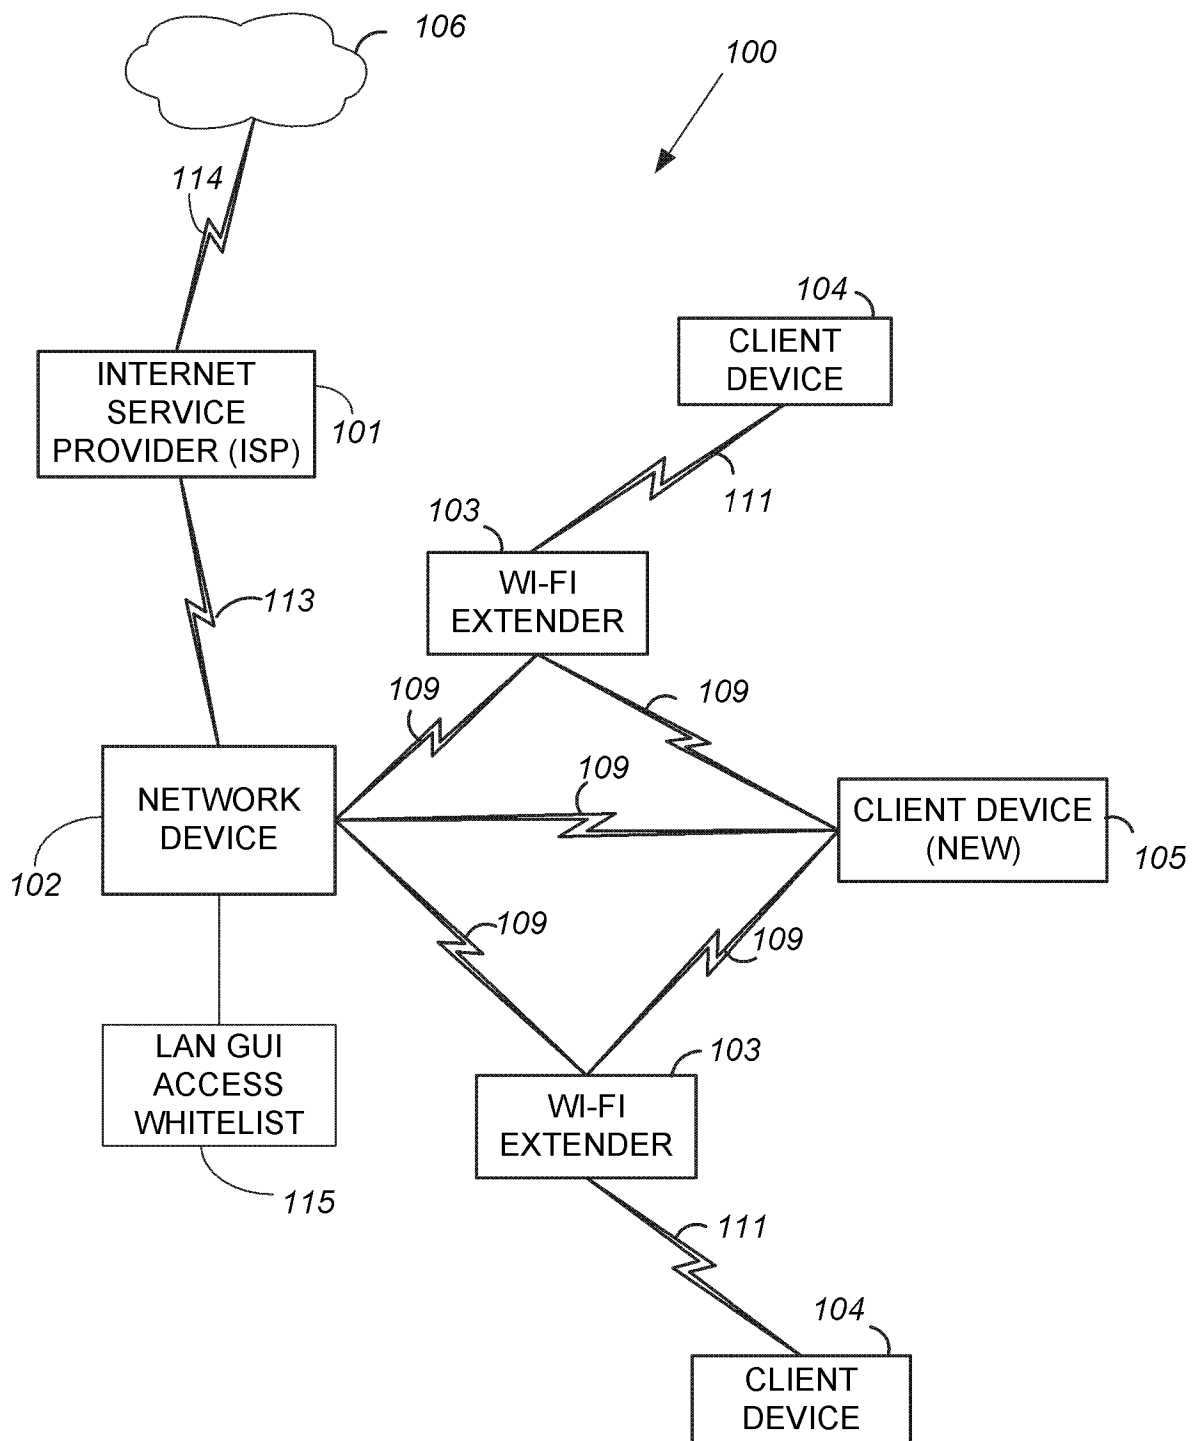 106
100
114
104
CLIENT
DEVICE
INTERNET
SERVICE
PROVIDER (ISP)
101
111
103
WI-FI
EXTENDER
113
109
109
109
NETWORK
DEVICE
102
CLIENT DEVICE
(NEW)
105
109
109
LAN GUI
ACCESS
WHITELIST
115
103
WI-FI
EXTENDER
111
104
CLIENT
DEVICE